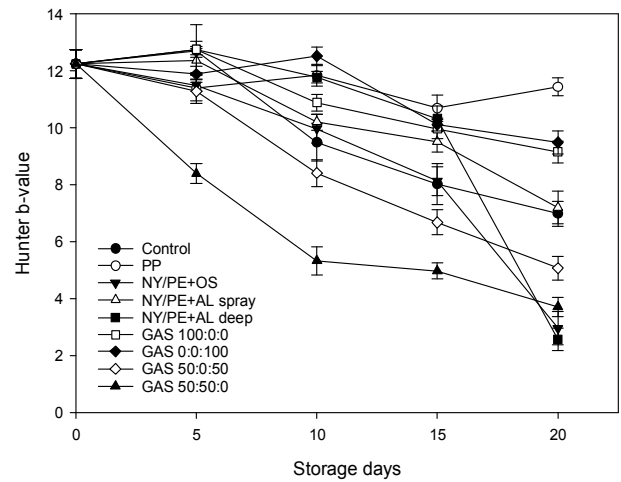 14
12
10
8
6
4
2
0
Hunter b-value
Control
PP
NY/PE+OS
NY/PE+AL spray
NY/PE+AL deep
GAS 100:0:0
GAS 0:0:100
GAS 50:0:50
GAS 50:50:0
0 5 10 15 20
Storage days